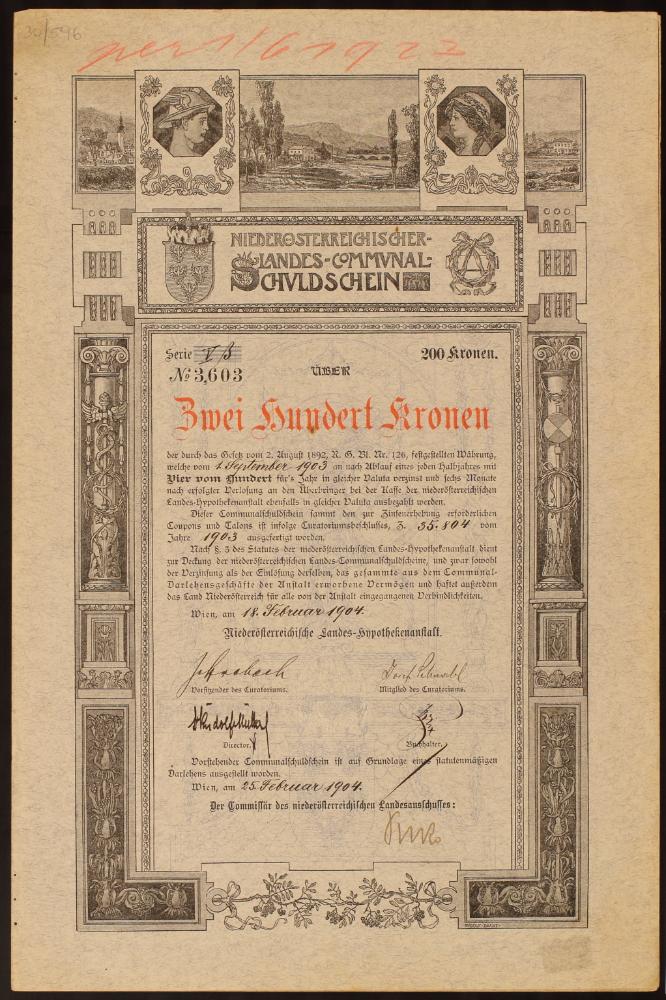 30/596
per 1/6 1922
NIEDERÖSTERREICHISCHER-
LANDES-COMMVNAL-
SCHVLDSCHEIN
Serie V ß
200 Kronen.
No 3,603
ÜBER
Zwei Hundert Kronen
der durch das Gesetz vom 2. August 1892, R. G. Bl. Nr. 126, festgestellten Währung,
welche vom 1. September 1903 an nach Ablauf eines jeden Halbjahres mit
Vier vom Hundert für's Jahr in gleicher Valuta verzinst und sechs Monate
nach erfolgter Verlosung an den Überbringer bei der Kasse der niederösterreichischen
Landes-Hypothekenanstalt ebenfalls in gleicher Valuta ausbezahlt werden.
Dieser Communalschuldschein sammt den zur Zinsenerhebung erforderlichen
Coupons und Talons ist infolge Curatoriumsbeschlusses, Z. 35.804 vom
Jahre 1903 ausgefertigt worden.
Nach §. 5 des Statutes der niederösterreichischen Landes-Hypothekenanstalt dient
zur Deckung der niederösterreichischen Landes-Communalschuldscheine, und zwar sowohl
der Verzinsung als der Einlösung derselben, das gesammte aus dem Communal-
Darlehensgeschäfte der Anstalt erworbene Vermögen und haftet außerdem
das Land Niederösterreich für alle von der Anstalt eingegangenen Verbindlichkeiten.
Wien, am 18. Februar 1904.
Niederösterreichische Landes-Hypothekenanstalt.
Vorsitzender des Curatoriums.
Mitglied des Curatoriums.
Director.
Buchhalter.
Vorstehender Communalschuldschein ist auf Grundlage eines statutenmäßigen
Darlehens ausgestellt worden.
Wien, am 25. Februar 1904.
Der Commissär des niederösterreichischen Landesausschusses: